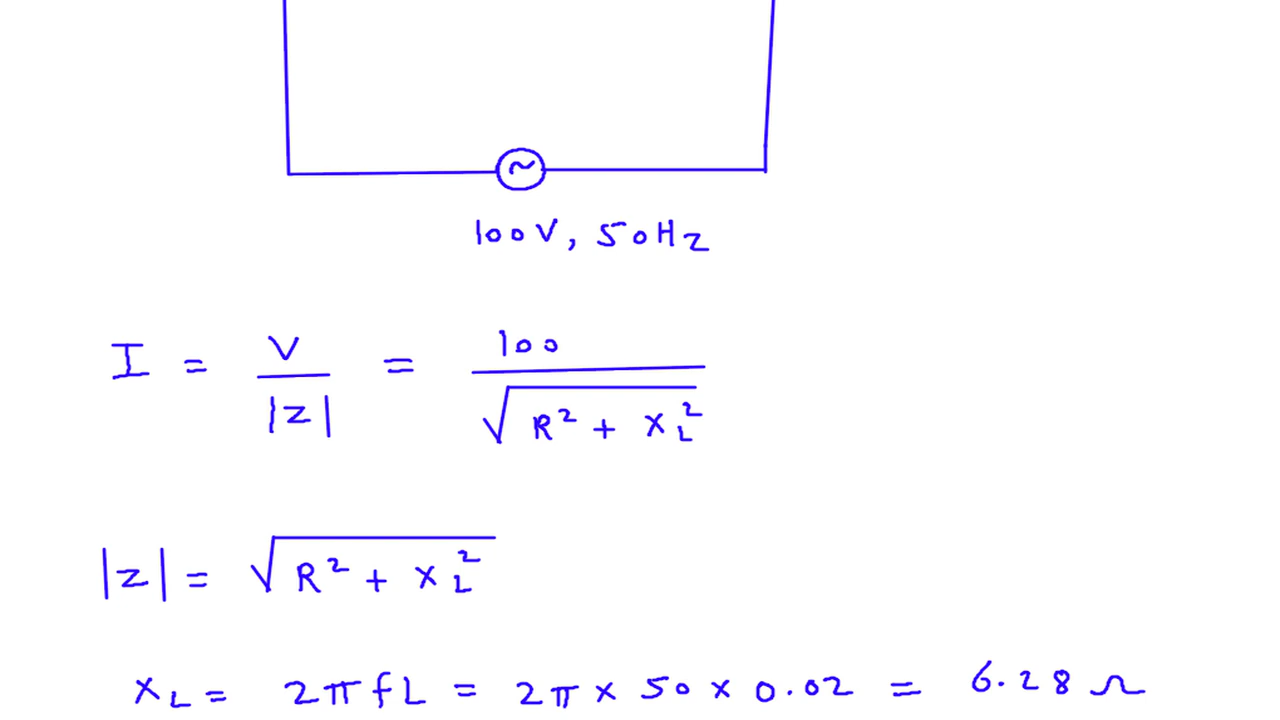 ~
100V, 50Hz
I = V / |Z| = 100 / √(R² + X_L²)
|Z| = √(R² + X_L²)
X_L = 2πfL = 2π × 50 × 0.02 = 6.28 Ω